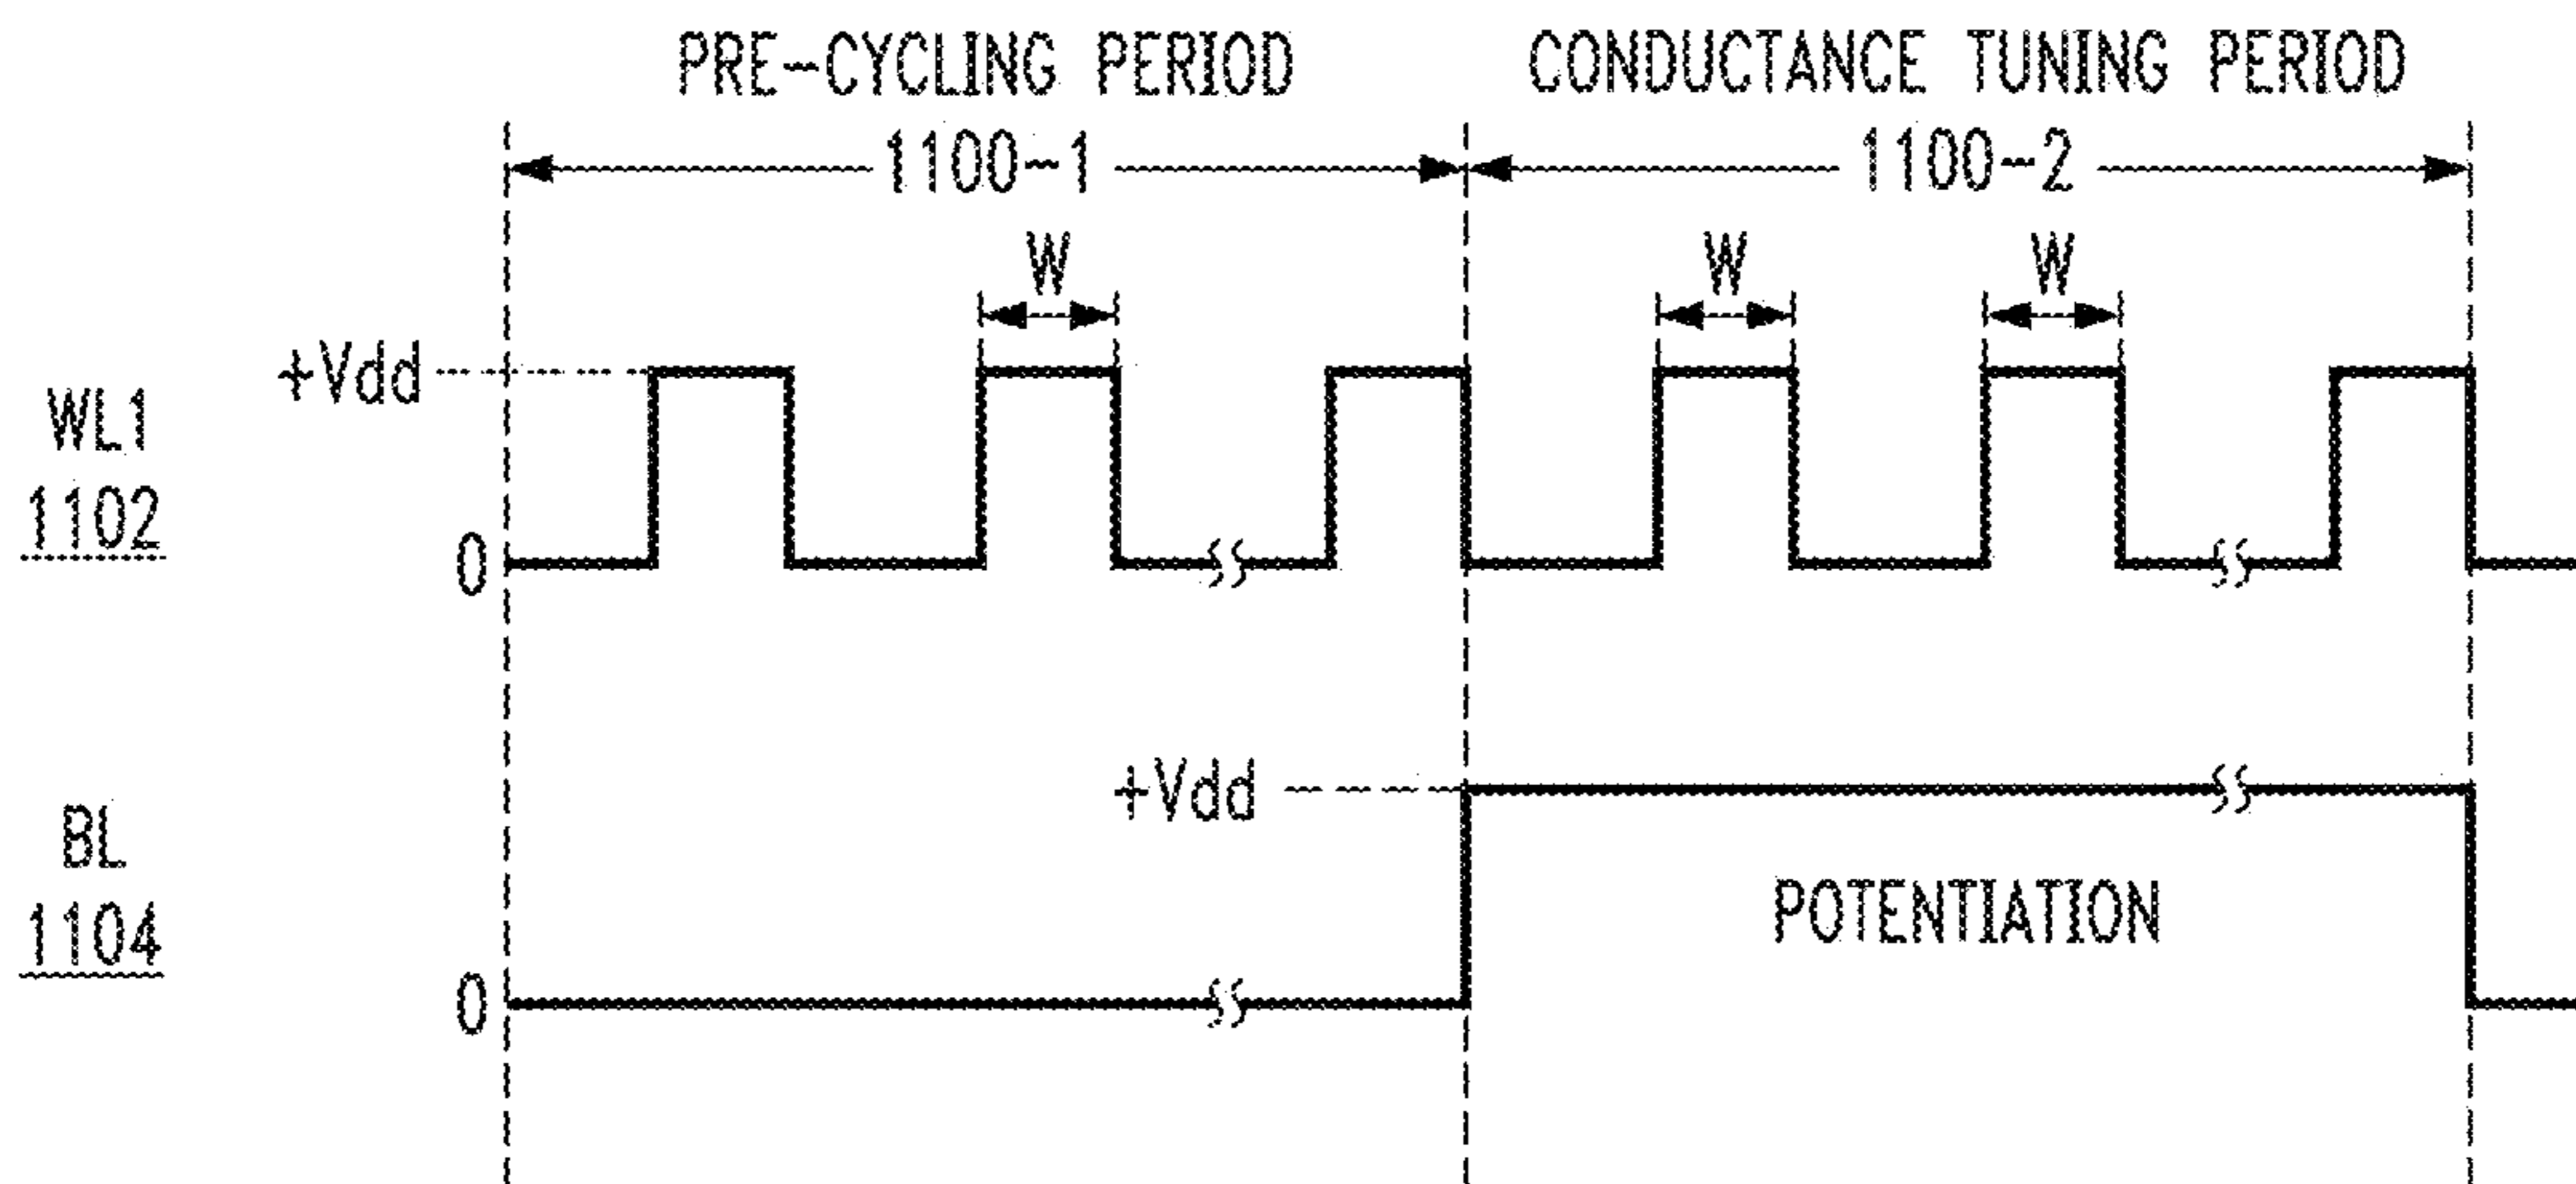 PRE-CYCLING PERIOD
CONDUCTANCE TUNING PERIOD
1100-1
1100-2
W
W
W
+Vdd
WL1
1102
0
+Vdd
BL
1104
POTENTIATION
0